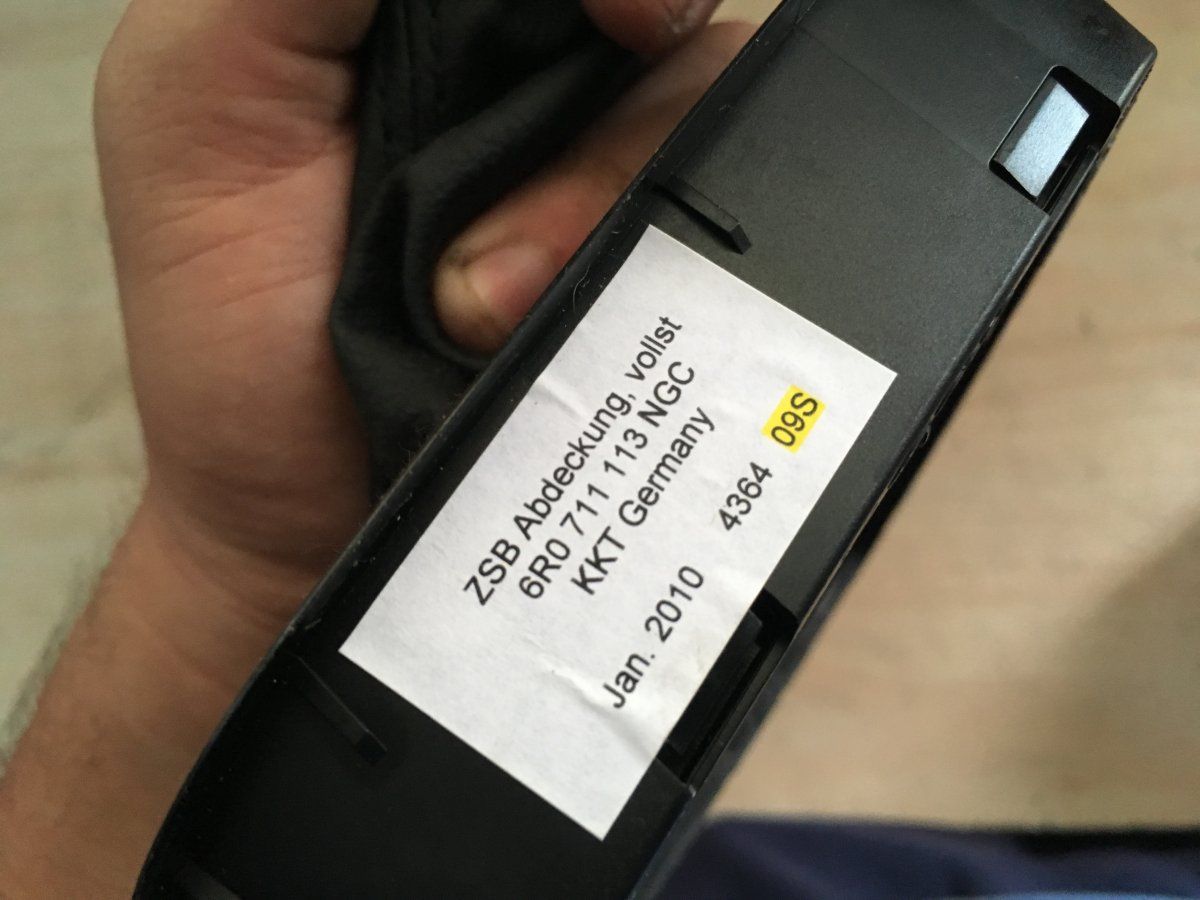 ZSB Abdeckung, vollst
6R0 711 113 NGC
KKT Germany
Jan. 2010 4364 09S